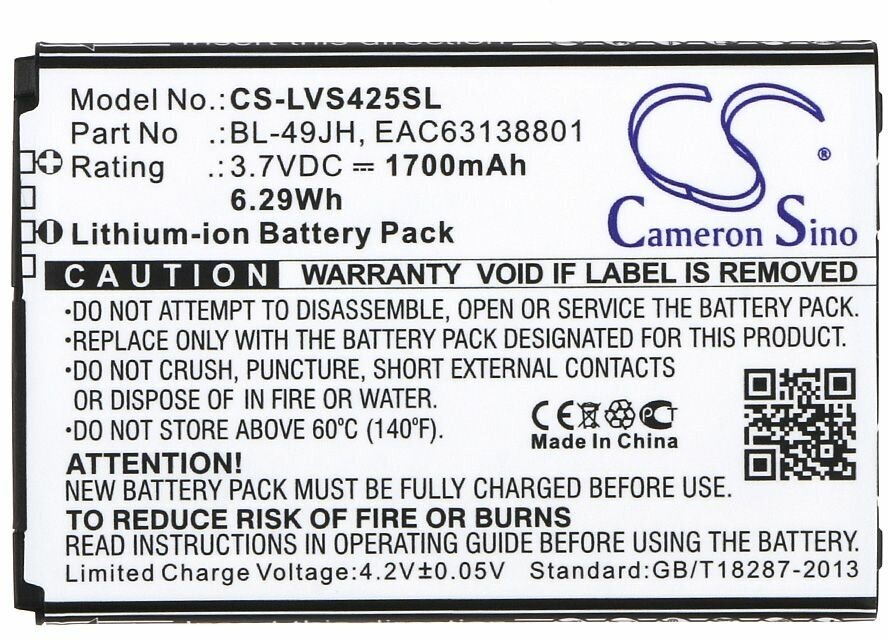 this direction
Model No.:CS-LVS425SL
Part No .:BL-49JH, EAC63138801
Rating .:3.7VDC ⎓ 1700mAh
6.29Wh
Lithium-ion Battery Pack
CS ®
Cameron Sino
CAUTION WARRANTY VOID IF LABEL IS REMOVED
·DO NOT ATTEMPT TO DISASSEMBLE, OPEN OR SERVICE THE BATTERY PACK.
·REPLACE ONLY WITH THE BATTERY PACK DESIGNATED FOR THIS PRODUCT.
·DO NOT CRUSH, PUNCTURE, SHORT EXTERNAL CONTACTS
OR DISPOSE OF IN FIRE OR WATER.
·DO NOT STORE ABOVE 60℃ (140℉).
CE PCT
Made In China
ATTENTION!
NEW BATTERY PACK MUST BE FULLY CHARGED BEFORE USE.
TO REDUCE RISK OF FIRE OR BURNS
READ INSTRUCTIONS IN OPERATING GUIDE BEFORE USING THE BATTERY.
Limited Charge Voltage:4.2V±0.05V Standard:GB/T18287-2013